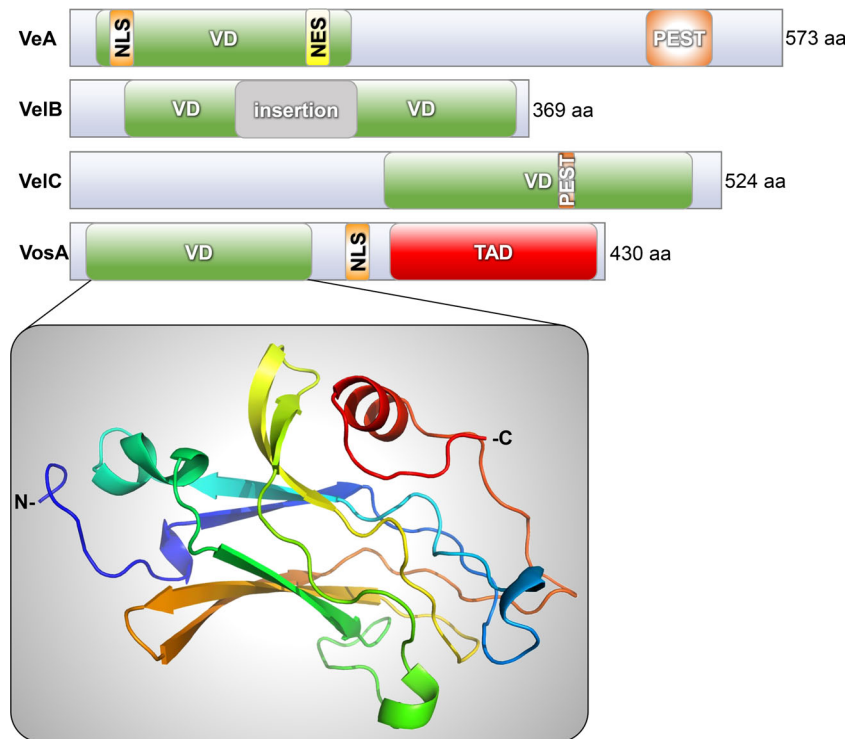 VeA NLS VD NES PEST 573 aa
VelB VD insertion VD 369 aa
VelC VD PEST 524 aa
VosA VD NLS TAD 430 aa
-C
N-